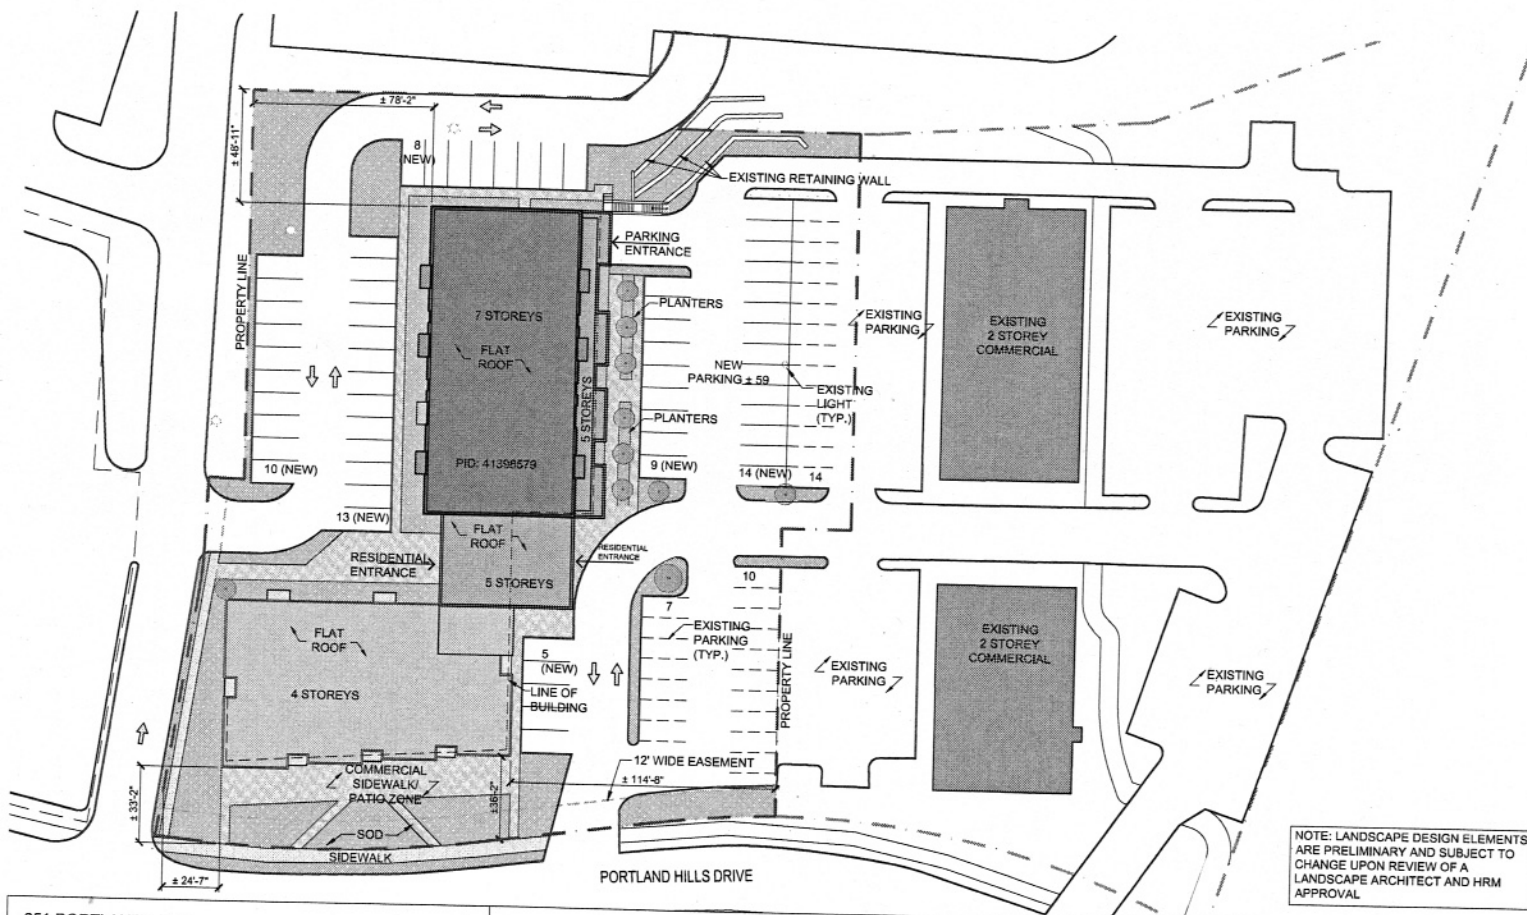 ± 78'-2"
± 48'-11"
8
(NEW)
EXISTING RETAINING WALL
PARKING
ENTRANCE
PROPERTY LINE
7 STOREYS
FLAT
ROOF
PLANTERS
EXISTING
PARKING
EXISTING
2 STOREY
COMMERCIAL
EXISTING
PARKING
NEW
PARKING ± 59
EXISTING
LIGHT
(TYP.)
5 STOREYS
PLANTERS
PID: 41398579
10 (NEW)
9 (NEW)
14 (NEW)
14
13 (NEW)
FLAT
ROOF
RESIDENTIAL
ENTRANCE
RESIDENTIAL
ENTRANCE
5 STOREYS
10
7
EXISTING
PARKING
(TYP.)
PROPERTY LINE
EXISTING
2 STOREY
COMMERCIAL
FLAT
ROOF
4 STOREYS
5
(NEW)
LINE OF
BUILDING
EXISTING
PARKING
EXISTING
PARKING
12' WIDE EASEMENT
± 114'-8"
COMMERCIAL
SIDEWALK/
PATIO ZONE
± 33'-2"
±36'-2"
SOD
SIDEWALK
± 24'-7"
PORTLAND HILLS DRIVE
NOTE: LANDSCAPE DESIGN ELEMENTS
ARE PRELIMINARY AND SUBJECT TO
CHANGE UPON REVIEW OF A
LANDSCAPE ARCHITECT AND HRM
APPROVAL